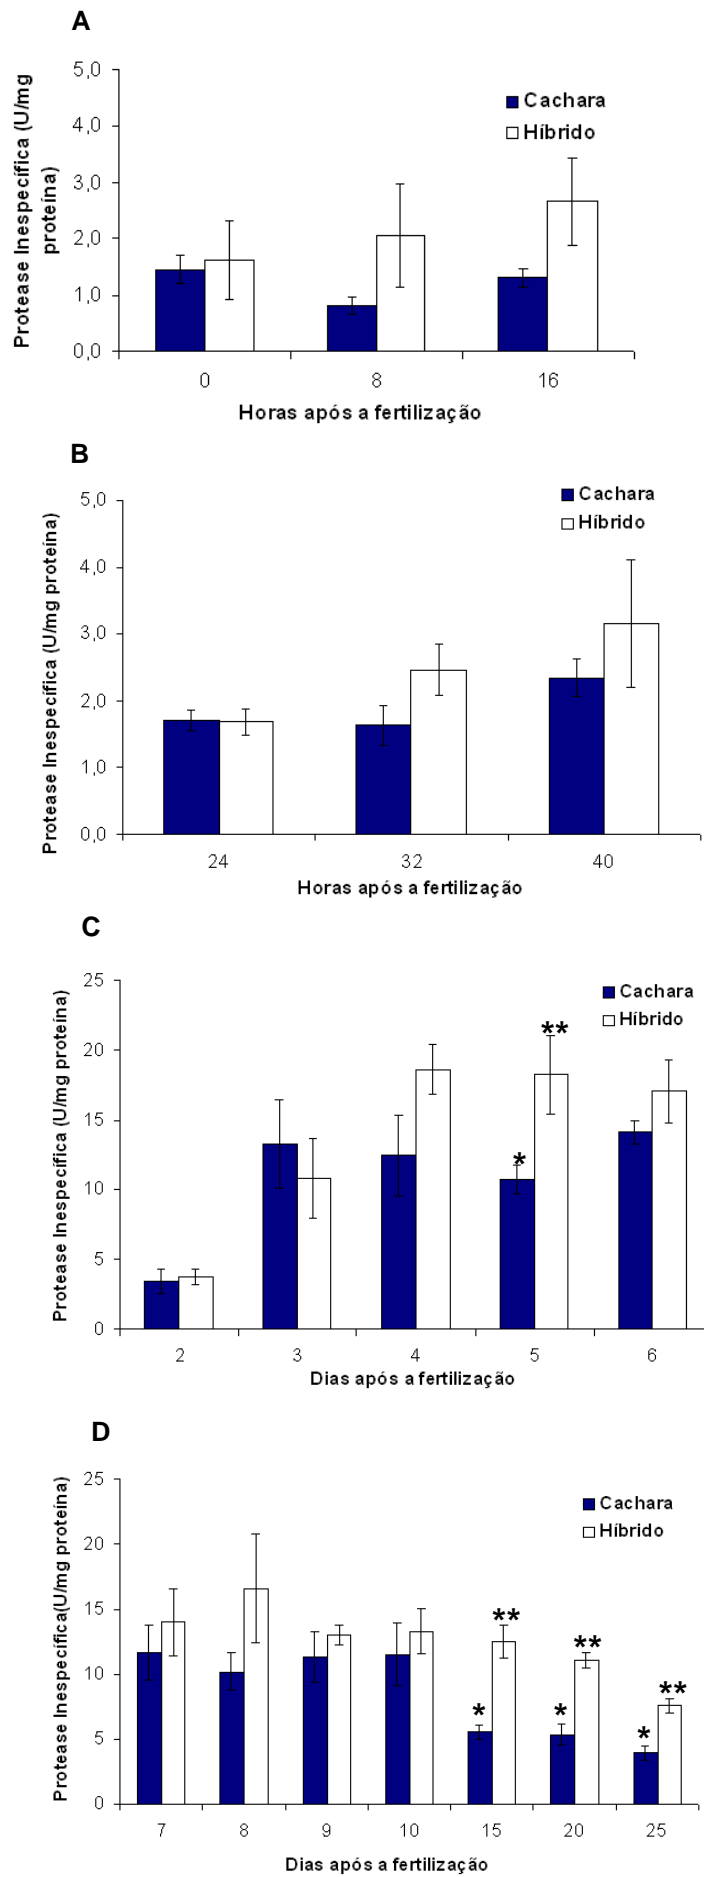 A
Protease Inespecífica (U/mg
proteína)
5,0
4,0
3,0
2,0
1,0
0,0
Cachara
Híbrido
0 8 16
Horas após a fertilização
B
Protease Inespecífica (U/mg proteína)
5,0
4,0
3,0
2,0
1,0
0,0
Cachara
Híbrido
24 32 40
Horas após a fertilização
C
Protease Inespecífica (U/mg proteína)
25
20
15
10
5
0
Cachara
Híbrido
**
*
2 3 4 5 6
Dias após a fertilização
D
Protease Inespecífica(U/mg proteína)
25
20
15
10
5
0
Cachara
Híbrido
** ** **
* * *
7 8 9 10 15 20 25
Dias após a fertilização